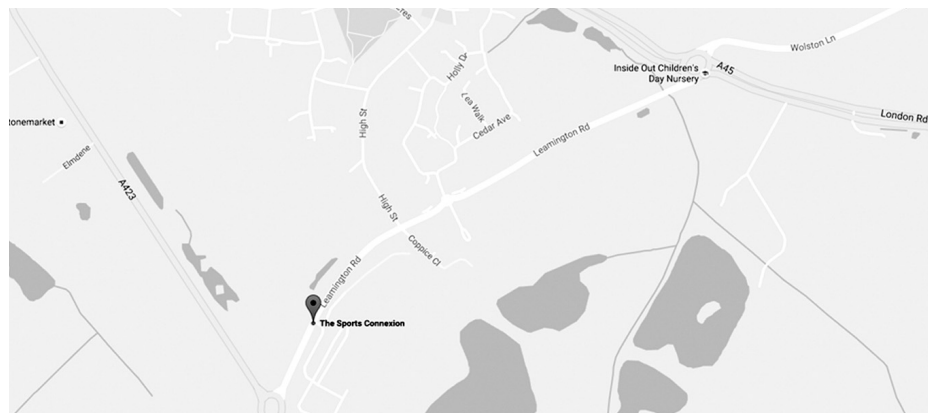 cres
Wolston Ln
Holly Dr
A45
Inside Out Children's
Day Nursery
Lea Walk
London Rd
tonemarket
High St
Cedar Ave
Leamington Rd
Elmdene
A423
High St
Coppice Cl
Leamington Rd
The Sports Connexion